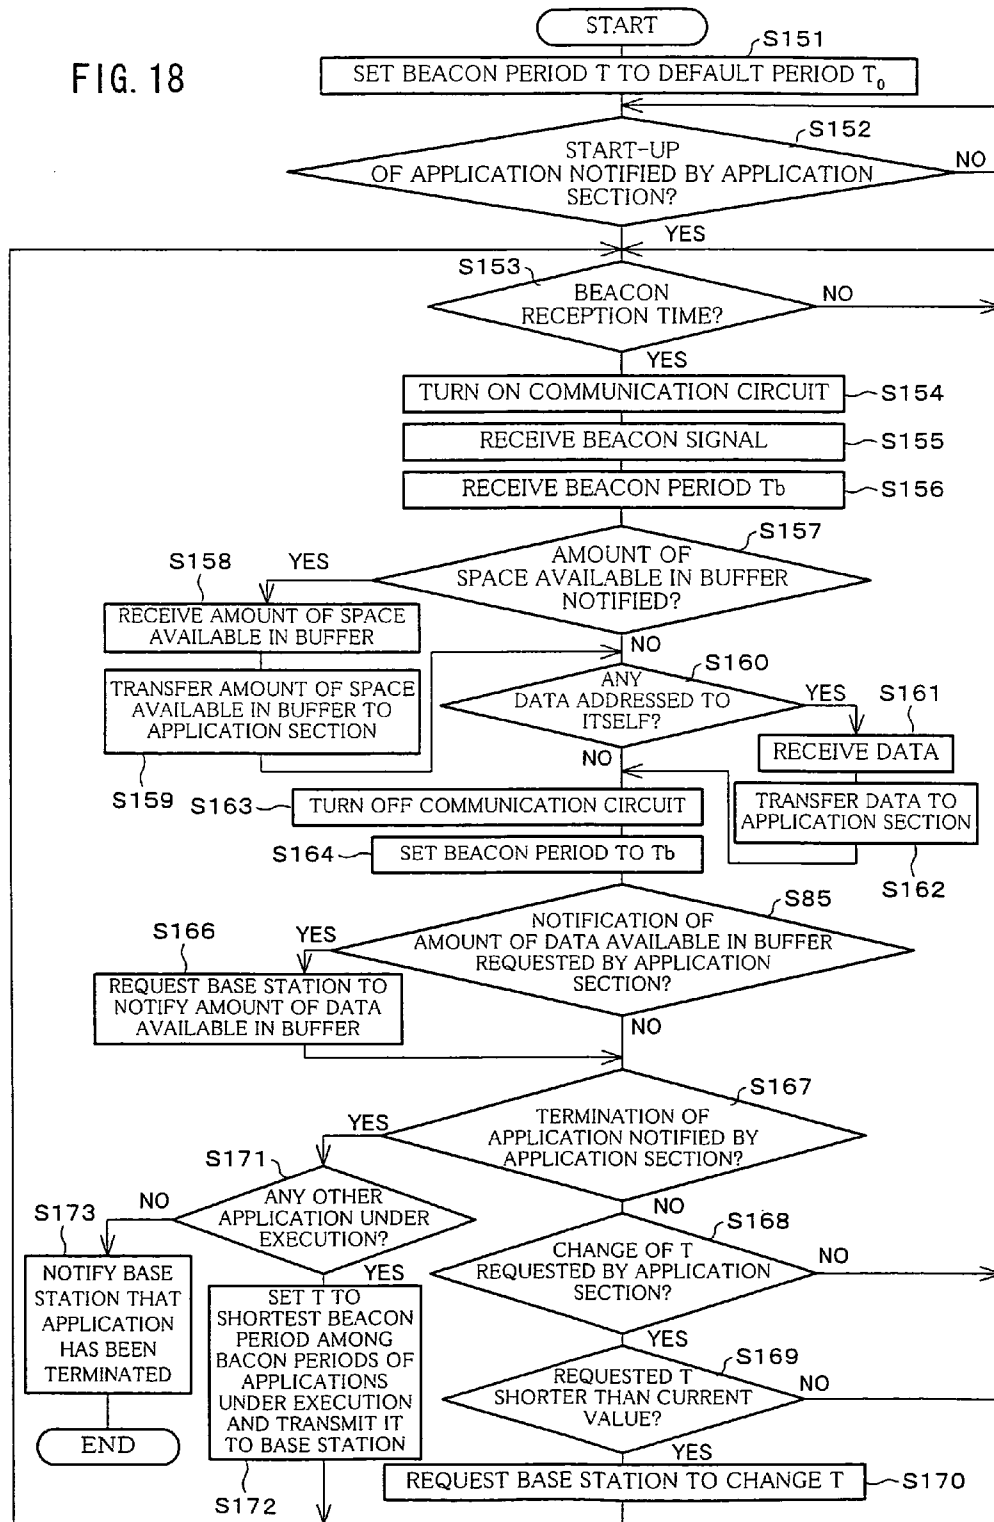 FIG. 18
START
S151
SET BEACON PERIOD T TO DEFAULT PERIOD T₀
S152
START-UP
OF APPLICATION NOTIFIED BY APPLICATION
SECTION?
NO
YES
S153
BEACON
RECEPTION TIME?
NO
YES
TURN ON COMMUNICATION CIRCUIT
S154
RECEIVE BEACON SIGNAL
S155
RECEIVE BEACON PERIOD Tb
S156
S157
AMOUNT OF
SPACE AVAILABLE IN BUFFER
NOTIFIED?
YES
S158
RECEIVE AMOUNT OF SPACE
AVAILABLE IN BUFFER
NO
TRANSFER AMOUNT OF SPACE
AVAILABLE IN BUFFER TO
APPLICATION SECTION
S159
S160
ANY
DATA ADDRESSED TO
ITSELF?
YES
S161
RECEIVE DATA
NO
TRANSFER DATA TO
APPLICATION SECTION
S162
S163
TURN OFF COMMUNICATION CIRCUIT
S164
SET BEACON PERIOD TO Tb
S85
NOTIFICATION OF
AMOUNT OF DATA AVAILABLE IN BUFFER
REQUESTED BY APPLICATION
SECTION?
YES
S166
REQUEST BASE STATION TO
NOTIFY AMOUNT OF DATA
AVAILABLE IN BUFFER
NO
S167
TERMINATION OF
APPLICATION NOTIFIED BY
APPLICATION SECTION?
YES
S171
ANY OTHER
APPLICATION UNDER
EXECUTION?
NO
S173
NOTIFY BASE
STATION THAT
APPLICATION
HAS BEEN
TERMINATED
END
YES
SET T TO
SHORTEST BEACON
PERIOD AMONG
BACON PERIODS OF
APPLICATIONS
UNDER EXECUTION
AND TRANSMIT IT
TO BASE STATION
S172
NO
S168
CHANGE OF T
REQUESTED BY APPLICATION
SECTION?
NO
YES
S169
REQUESTED T
SHORTER THAN CURRENT
VALUE?
NO
YES
REQUEST BASE STATION TO CHANGE T
S170